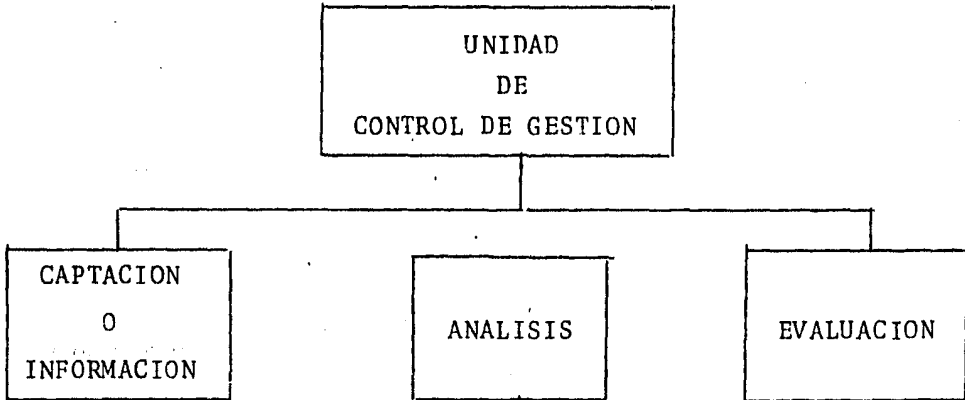 UNIDAD
DE
CONTROL DE GESTION
CAPTACION
O
INFORMACION
ANALISIS
EVALUACION